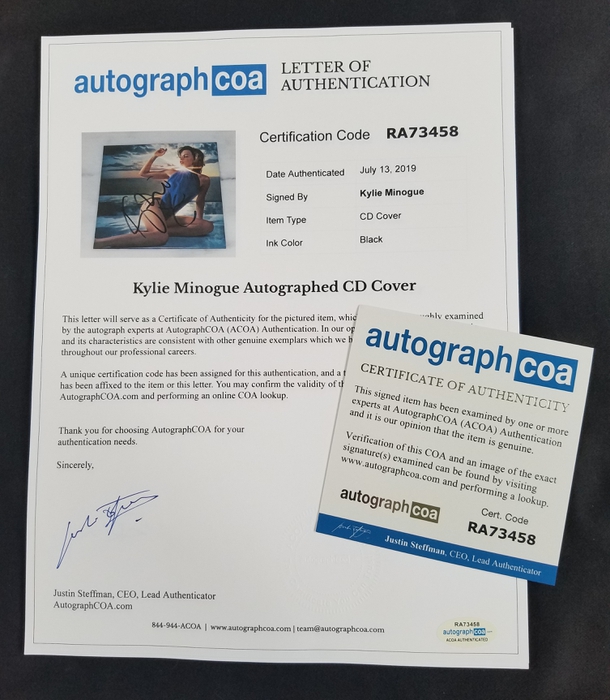 autographcoa LETTER OF
AUTHENTICATION
Certification Code RA73458
Date Authenticated July 13, 2019
Signed By Kylie Minogue
Item Type CD Cover
Ink Color Black
Kylie Minogue Autographed CD Cover
This letter will serve as a Certificate of Authenticity for the pictured item, examined
by the autograph experts at AutographCOA (ACOA) Authentication. In our
and its characteristics are consistent with other genuine exemplars which we
throughout our professional careers.
A unique certification code has been assigned for this authentication, and a
has been affixed to the item or this letter. You may confirm the validity of
AutographCOA.com and performing an online COA lookup.
Thank you for choosing AutographCOA for your
authentication needs.
Sincerely,
Justin Steffman, CEO, Lead Authenticator
AutographCOA.com
844-944-ACOA | www.autographcoa.com | team@autographcoa.com
RA73458
autographcoa
ACOA AUTHENTICATED
autographcoa
CERTIFICATE OF AUTHENTICITY
This signed item has been examined by one or more
experts at AutographCOA (ACOA) Authentication
and it is our opinion that the item is genuine.
Verification of this COA and an image of the exact
signature(s) examined can be found by visiting
www.autographcoa.com and performing a lookup.
autographcoa
Cert. Code
RA73458
Justin Steffman, CEO, Lead Authenticator